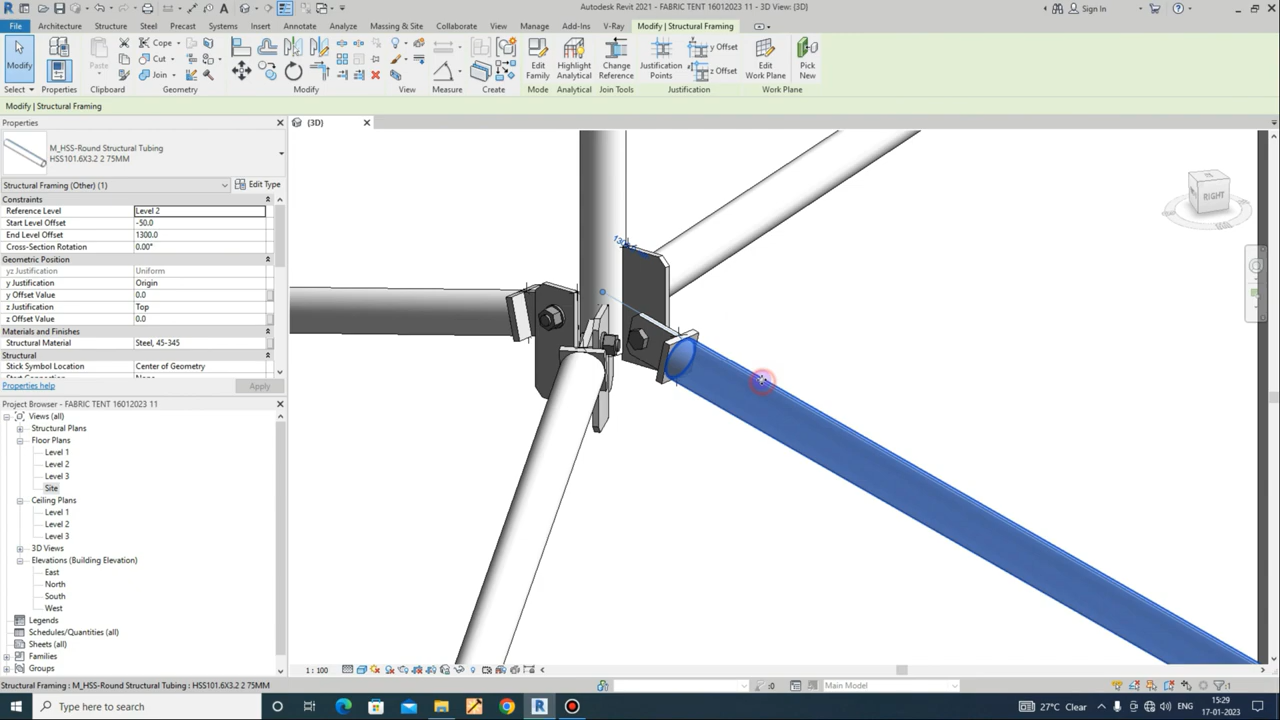 Autodesk Revit 2021 - FABRIC TENT 16012023 11 - 3D View: {3D}
Sign In
File Architecture Structure Steel Precast Systems Insert Annotate Analyze Massing & Site Collaborate View Manage Add-Ins V-Ray Modify | Structural Framing
Modify Paste Cope Cut Join Edit Family Highlight Analytical Change Reference Justification Points y Offset z Offset Edit Work Plane Pick New
Select Properties Clipboard Geometry Modify View Measure Create Mode Analytical Join Tools Justification Work Plane
Modify | Structural Framing
Properties
{3D}
M_HSS-Round Structural Tubing
HSS101.6X3.2 2 75MM
Structural Framing (Other) (1)
Edit Type
Constraints
Reference Level Level 2
Start Level Offset -50.0
End Level Offset 1300.0
Cross-Section Rotation 0.00°
Geometric Position
yz Justification Uniform
y Justification Origin
y Offset Value 0.0
z Justification Top
z Offset Value 0.0
Materials and Finishes
Structural Material Steel, 45-345
Structural
Stick Symbol Location Center of Geometry
Properties help
Apply
RIGHT
Project Browser - FABRIC TENT 16012023 11
Views (all)
Structural Plans
Floor Plans
Level 1
Level 2
Level 3
Site
Ceiling Plans
Level 1
Level 2
Level 3
3D Views
Elevations (Building Elevation)
East
North
South
West
Legends
Schedules/Quantities (all)
Sheets (all)
Families
Groups
1 : 100
Structural Framing : M_HSS-Round Structural Tubing : HSS101.6X3.2 2 75MM
:0
Main Model
:1
Type here to search
27°C Clear
ENG
15:29
17-01-2023